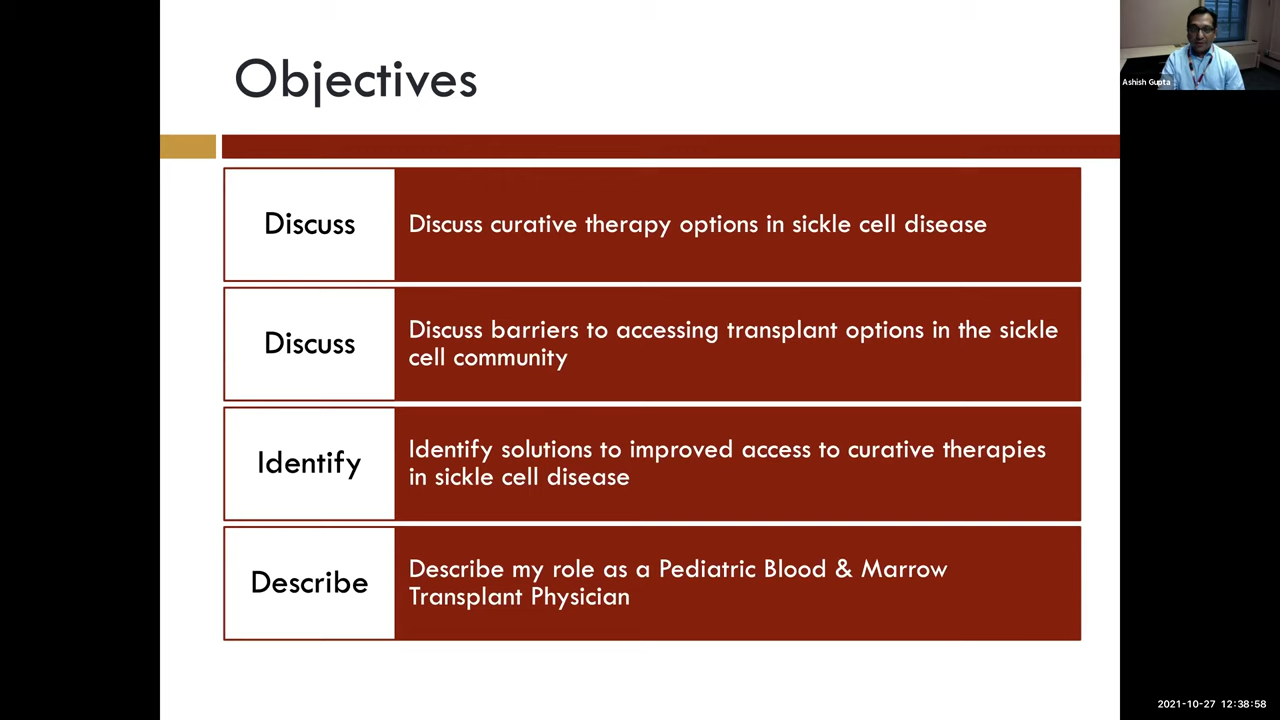 Objectives
Ashish Gupta
Discuss
Discuss curative therapy options in sickle cell disease
Discuss
Discuss barriers to accessing transplant options in the sickle
cell community
Identify
Identify solutions to improved access to curative therapies
in sickle cell disease
Describe
Describe my role as a Pediatric Blood & Marrow
Transplant Physician
2021-10-27 12:38:58